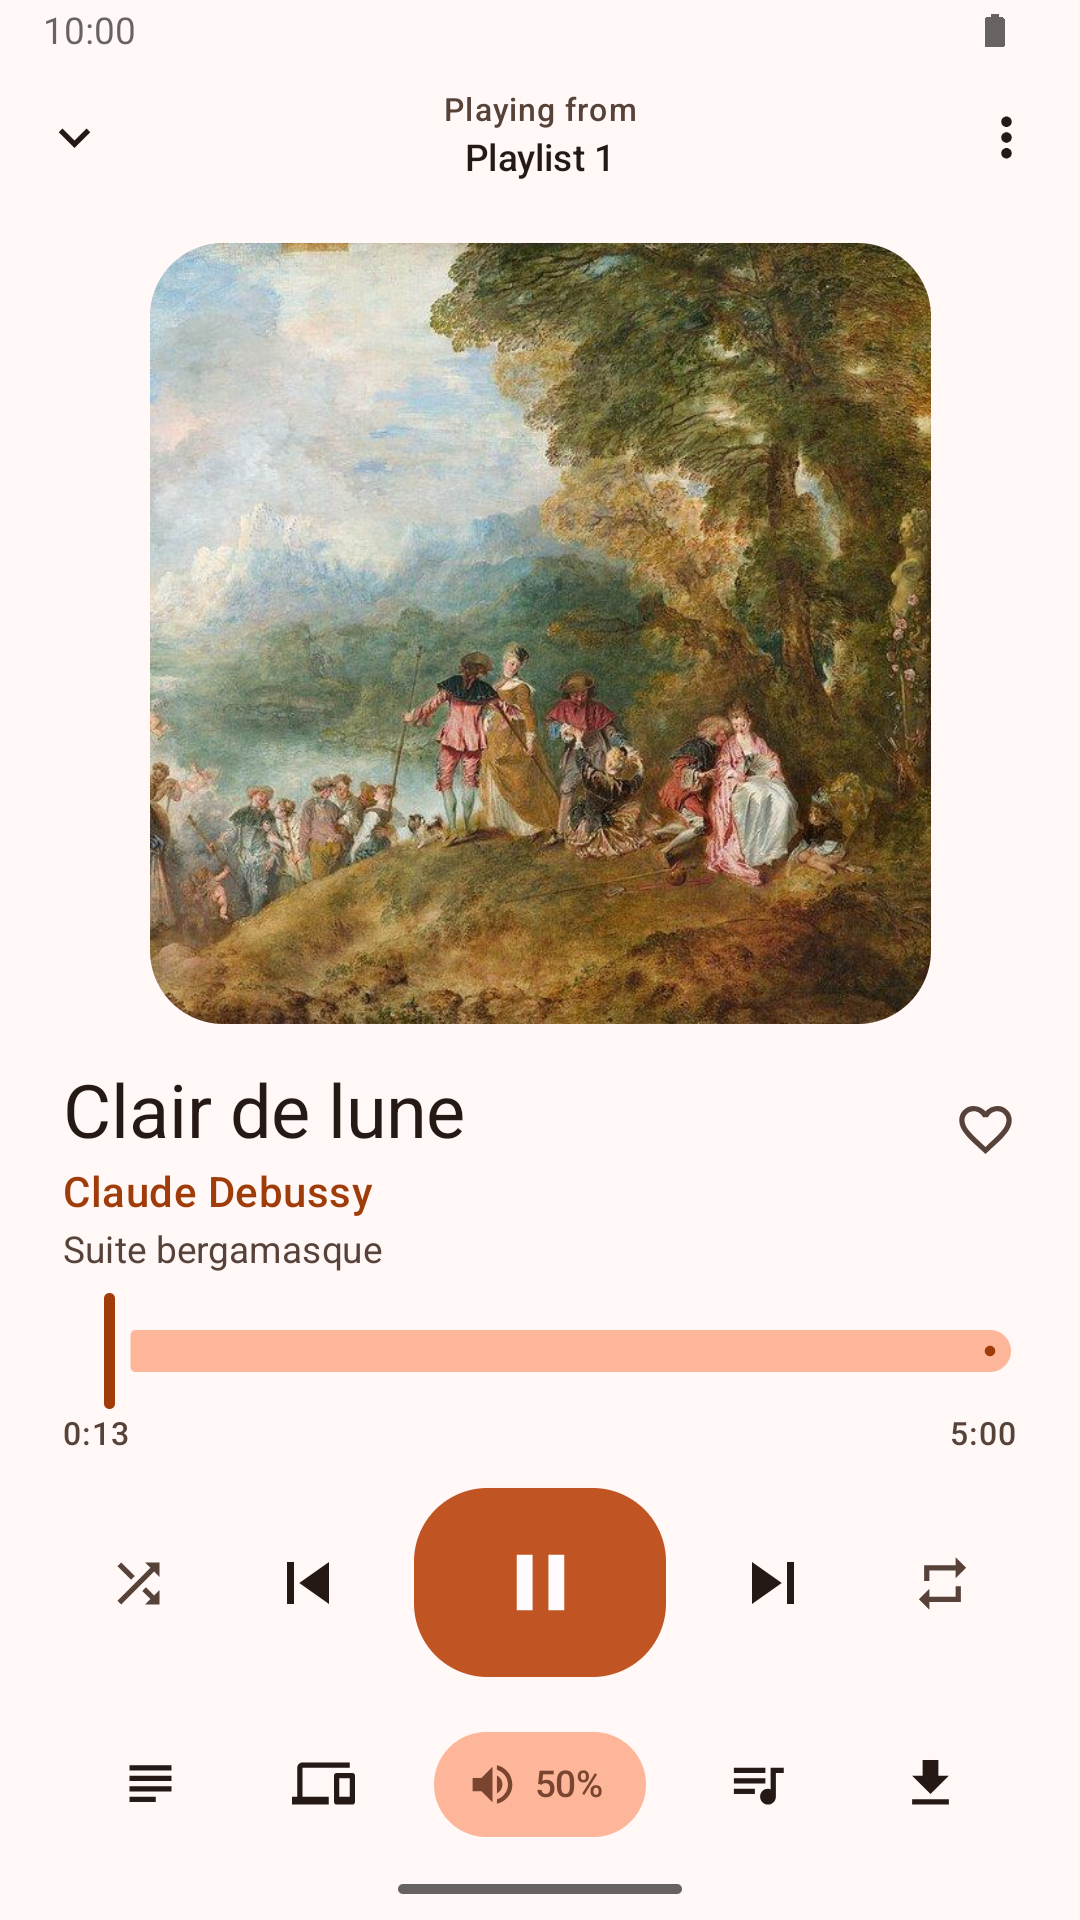 10:00
Playing from
Playlist 1
Clair de lune
Claude Debussy
Suite bergamasque
0:13
5:00
50%